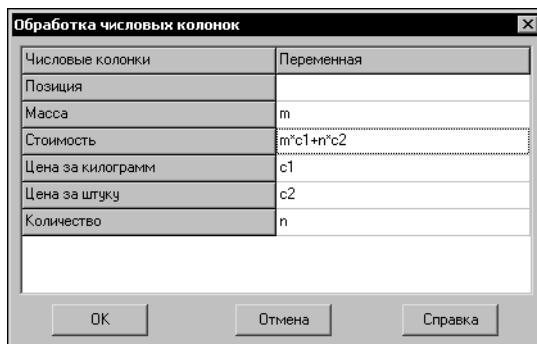 Обработка числовых колонок
Числовые колонки Переменная
Позиция
Масса m
Стоимость m*c1+n*c2
Цена за килограмм c1
Цена за штуку c2
Количество n
OK Отмена Справка